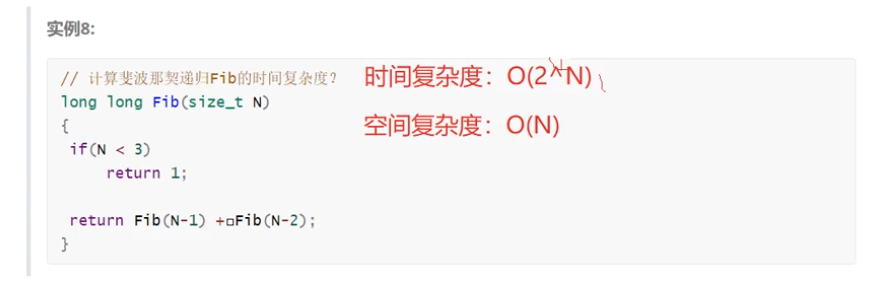 实例8:
// 计算斐波那契递归Fib的时间复杂度？ 时间复杂度：O(2^N)
long long Fib(size_t N)
{ 空间复杂度：O(N)
if(N < 3)
return 1;
return Fib(N-1) +□Fib(N-2);
}